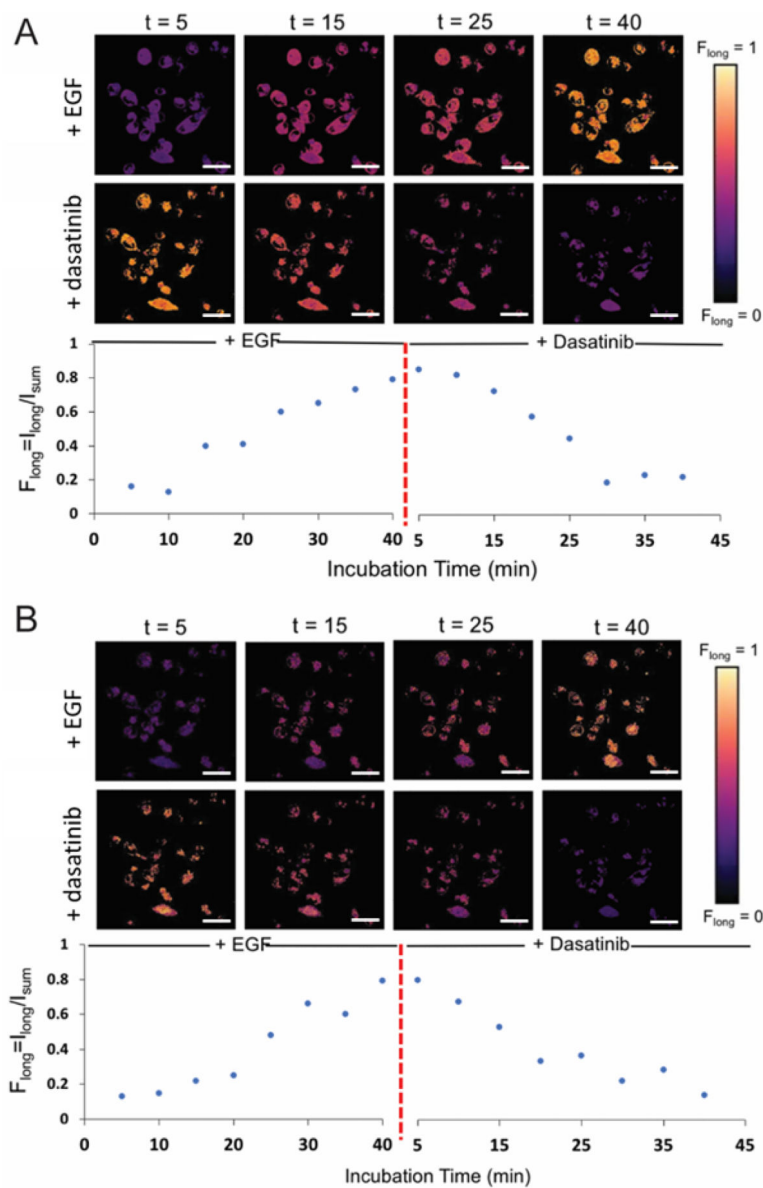 A
t = 5 t = 15 t = 25 t = 40
+ EGF
+ dasatinib
F_long = 1
F_long = 0
+ EGF + Dasatinib
F_long=I_long/I_sum
1
0.8
0.6
0.4
0.2
0
0 10 20 30 40 5 15 25 35 45
Incubation Time (min)
B
t = 5 t = 15 t = 25 t = 40
+ EGF
+ dasatinib
F_long = 1
F_long = 0
+ EGF + Dasatinib
F_long=I_long/I_sum
1
0.8
0.6
0.4
0.2
0
0 10 20 30 40 5 15 25 35 45
Incubation Time (min)